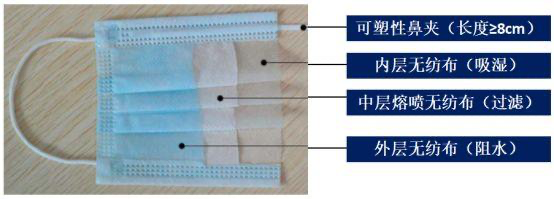 可塑性鼻夹（长度≥8cm）
内层无纺布（吸湿）
中层熔喷无纺布（过滤）
外层无纺布（阻水）